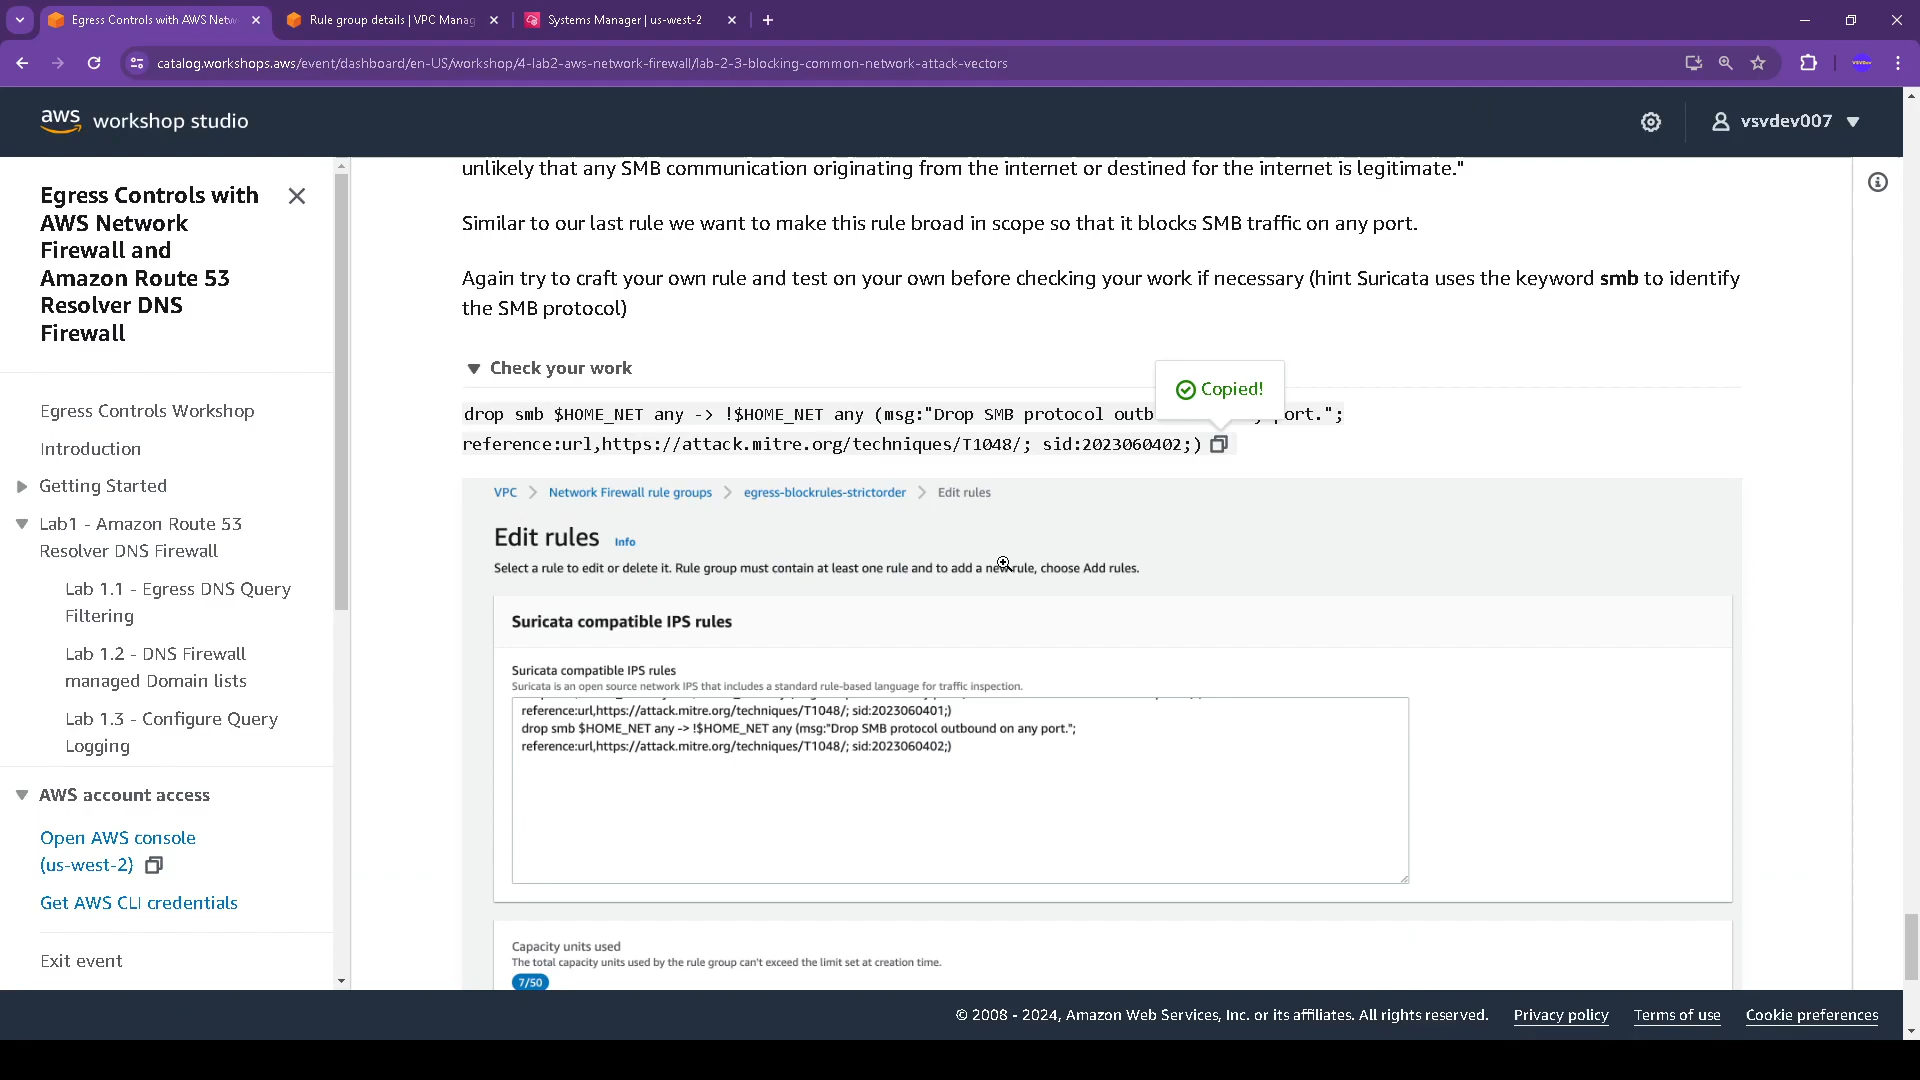 Egress Controls with AWS Netw
Rule group details | VPC Manag
Systems Manager | us-west-2
catalog.workshops.aws/event/dashboard/en-US/workshop/4-lab2-aws-network-firewall/lab-2-3-blocking-common-network-attack-vectors
aws workshop studio
vsvdev007
Egress Controls with
AWS Network
Firewall and
Amazon Route 53
Resolver DNS
Firewall
Egress Controls Workshop
Introduction
Getting Started
Lab1 - Amazon Route 53
Resolver DNS Firewall
Lab 1.1 - Egress DNS Query
Filtering
Lab 1.2 - DNS Firewall
managed Domain lists
Lab 1.3 - Configure Query
Logging
AWS account access
Open AWS console
(us-west-2)
Get AWS CLI credentials
Exit event
unlikely that any SMB communication originating from the internet or destined for the internet is legitimate."
Similar to our last rule we want to make this rule broad in scope so that it blocks SMB traffic on any port.
Again try to craft your own rule and test on your own before checking your work if necessary (hint Suricata uses the keyword smb to identify
the SMB protocol)
Check your work
Copied!
drop smb $HOME_NET any -> !$HOME_NET any (msg:"Drop SMB protocol outb port.";
reference:url,https://attack.mitre.org/techniques/T1048/; sid:2023060402;)
VPC > Network Firewall rule groups > egress-blockrules-strictorder > Edit rules
Edit rules Info
Select a rule to edit or delete it. Rule group must contain at least one rule and to add a new rule, choose Add rules.
Suricata compatible IPS rules
Suricata compatible IPS rules
Suricata is an open source network IPS that includes a standard rule-based language for traffic inspection.
reference:url,https://attack.mitre.org/techniques/T1048/; sid:2023060401;)
drop smb $HOME_NET any -> !$HOME_NET any (msg:"Drop SMB protocol outbound on any port.";
reference:url,https://attack.mitre.org/techniques/T1048/; sid:2023060402;)
Capacity units used
The total capacity units used by the rule group can't exceed the limit set at creation time.
7/50
© 2008 - 2024, Amazon Web Services, Inc. or its affiliates. All rights reserved. Privacy policy Terms of use Cookie preferences